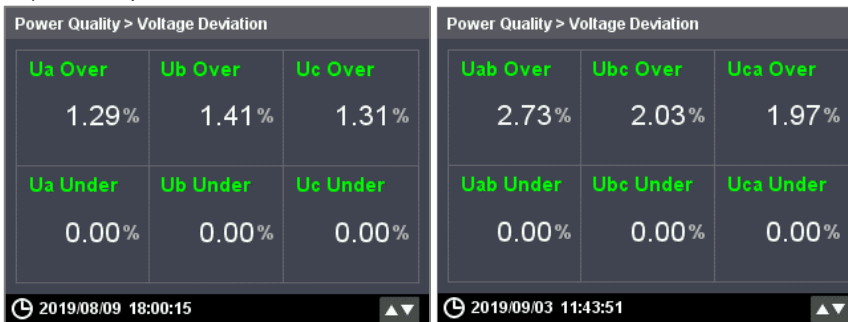 Power Quality > Voltage Deviation
Ua Over Ub Over Uc Over
1.29% 1.41% 1.31%
Ua Under Ub Under Uc Under
0.00% 0.00% 0.00%
2019/08/09 18:00:15
Power Quality > Voltage Deviation
Uab Over Ubc Over Uca Over
2.73% 2.03% 1.97%
Uab Under Ubc Under Uca Under
0.00% 0.00% 0.00%
2019/09/03 11:43:51